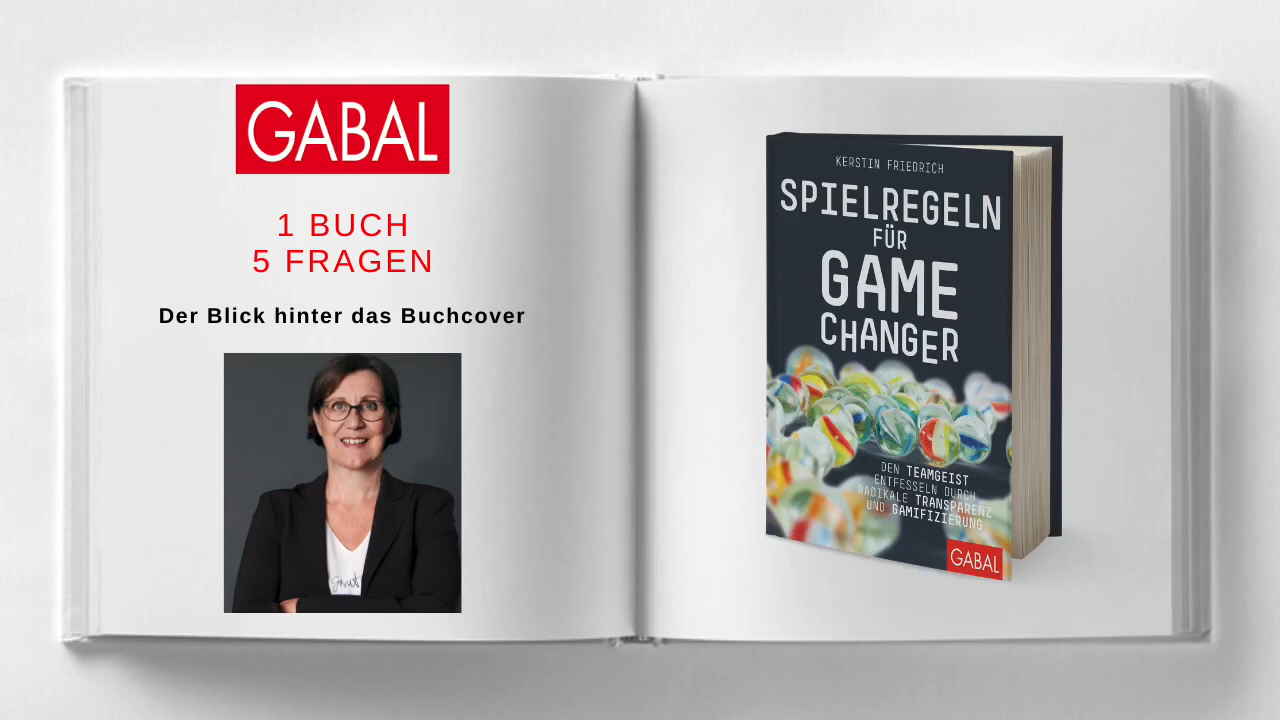 GABAL
1 BUCH
5 FRAGEN
Der Blick hinter das Buchcover
KERSTIN FRIEDRICH
SPIELREGELN
FÜR
GAME
CHANGER
DEN TEAMGEIST
ENTFESSELN DURCH
RADIKALE TRANSPARENZ
UND GAMIFIZIERUNG
GABAL